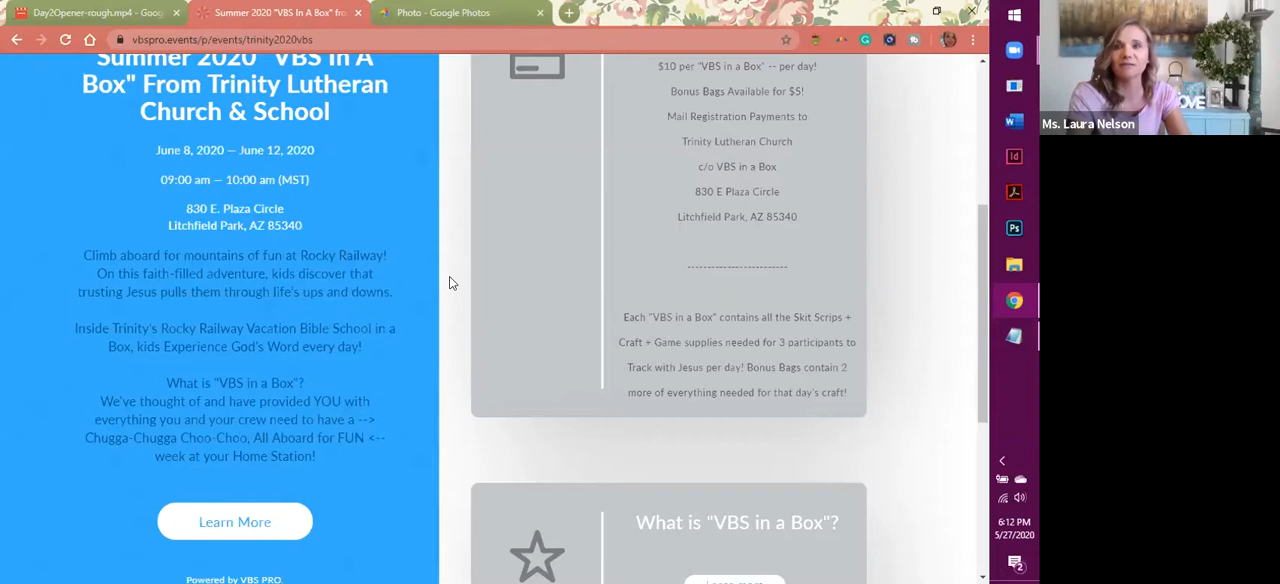 Day2Opener-rough.mp4 - Goog
Summer 2020 "VBS In A Box" fro
Photo - Google Photos
vbspro.events/p/events/trinity2020vbs
Summer 2020 "VBS In A
Box" From Trinity Lutheran
Church & School
June 8, 2020 — June 12, 2020
09:00 am — 10:00 am (MST)
830 E. Plaza Circle
Litchfield Park, AZ 85340
Climb aboard for mountains of fun at Rocky Railway!
On this faith-filled adventure, kids discover that
trusting Jesus pulls them through life's ups and downs.
Inside Trinity's Rocky Railway Vacation Bible School in a
Box, kids Experience God's Word every day!
What is "VBS in a Box"?
We've thought of and have provided YOU with
everything you and your crew need to have a -->
Chugga-Chugga Choo-Choo, All Aboard for FUN <--
week at your Home Station!
Learn More
Powered by VBS PRO.
$10 per "VBS in a Box" -- per day!
Bonus Bags Available for $5!
Mail Registration Payments to
Trinity Lutheran Church
c/o VBS in a Box
830 E Plaza Circle
Litchfield Park, AZ 85340
-------------------------
Each "VBS in a Box" contains all the Skit Scrips +
Craft + Game supplies needed for 3 participants to
Track with Jesus per day! Bonus Bags contain 2
more of everything needed for that day's craft!
What is "VBS in a Box"?
Learn more
W
Id
Ps
6:12 PM
5/27/2020
2
OVE
Ms. Laura Nelson